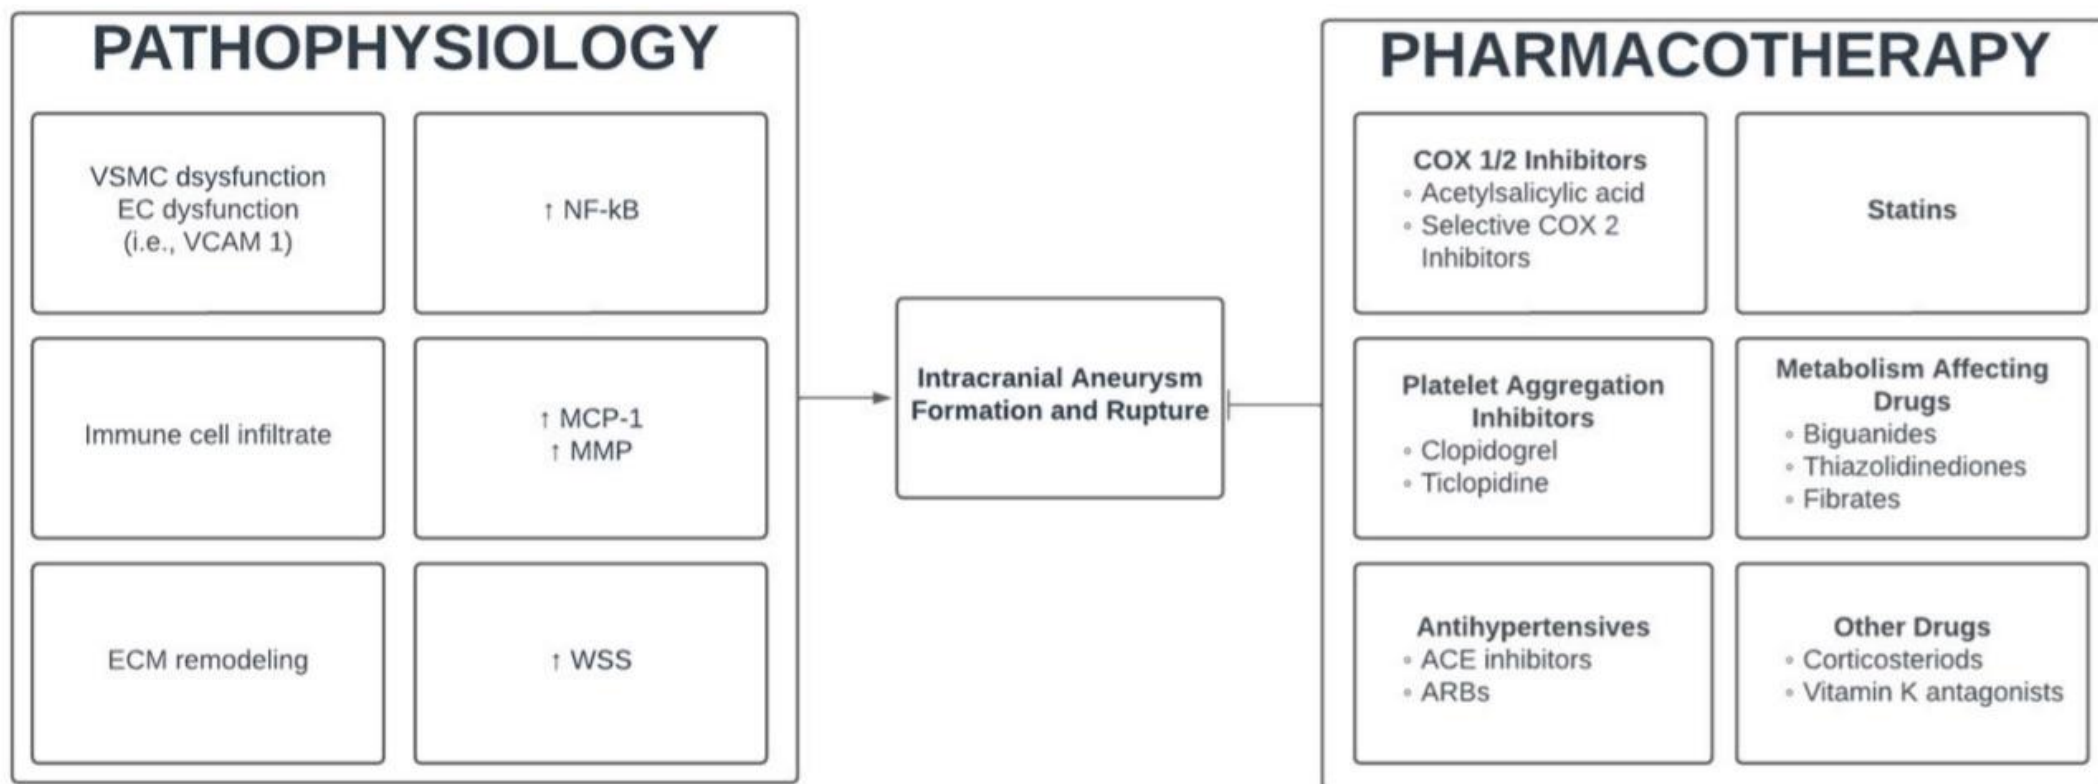 PATHOPHYSIOLOGY
VSMC dsysfunction
EC dysfunction
(i.e., VCAM 1)
↑ NF-kB
Immune cell infiltrate
↑ MCP-1
↑ MMP
ECM remodeling
↑ WSS
Intracranial Aneurysm
Formation and Rupture
PHARMACOTHERAPY
COX 1/2 Inhibitors
◦ Acetylsalicylic acid
◦ Selective COX 2
Inhibitors
Statins
Platelet Aggregation
Inhibitors
◦ Clopidogrel
◦ Ticlopidine
Metabolism Affecting
Drugs
◦ Biguanides
◦ Thiazolidinediones
◦ Fibrates
Antihypertensives
◦ ACE inhibitors
◦ ARBs
Other Drugs
◦ Corticosteriods
◦ Vitamin K antagonists